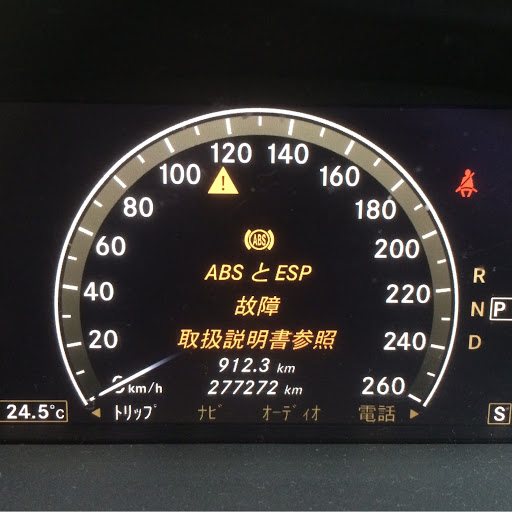 120 140
100 160
80 180
ABS
60 200
ABS と ESP
40 220
故障
取扱説明書参照
20 240
912.3 km
0 km/h 277272 km 260
R
N P
D
24.5°C ◄ トリップ ナビ オーディオ 電話 ► S